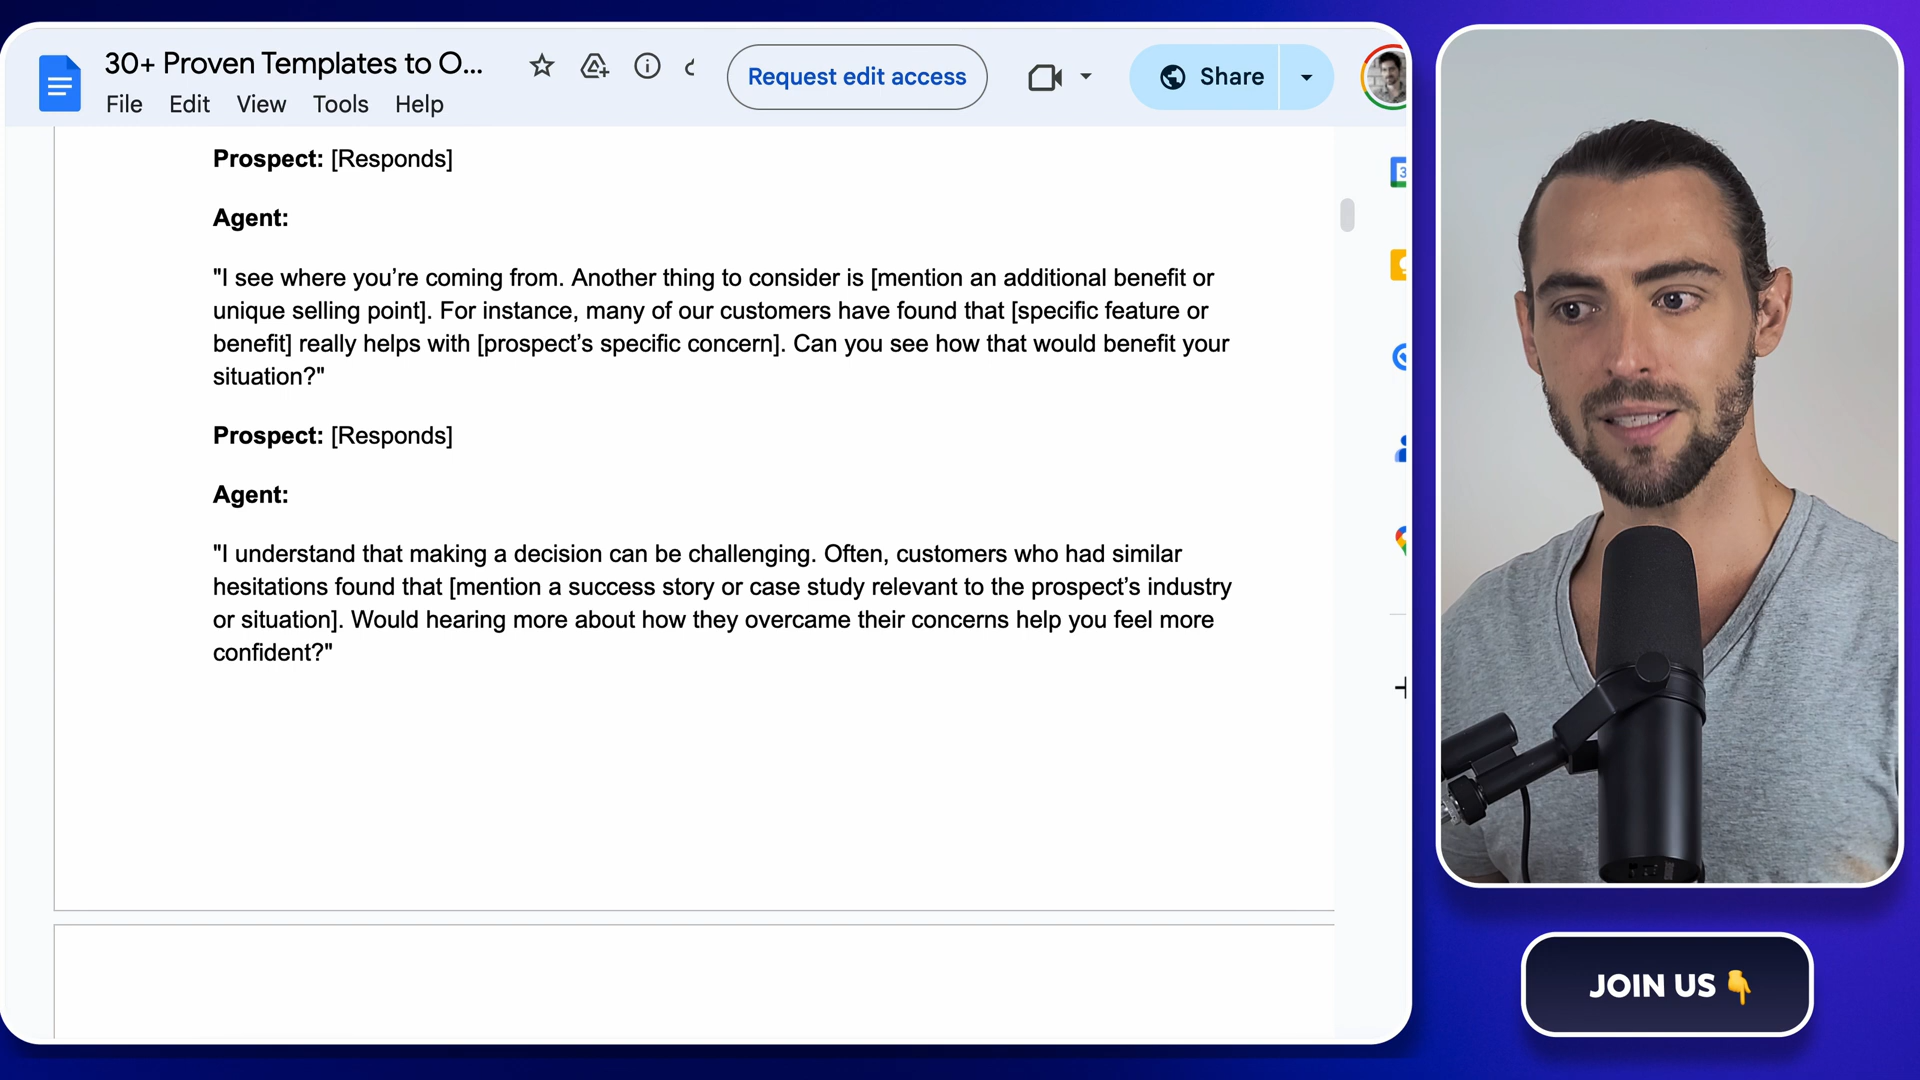 30+ Proven Templates to O...
Request edit access
Share
File Edit View Tools Help
Prospect: [Responds]
Agent:
"I see where you’re coming from. Another thing to consider is [mention an additional benefit or
unique selling point]. For instance, many of our customers have found that [specific feature or
benefit] really helps with [prospect’s specific concern]. Can you see how that would benefit your
situation?"
Prospect: [Responds]
Agent:
"I understand that making a decision can be challenging. Often, customers who had similar
hesitations found that [mention a success story or case study relevant to the prospect’s industry
or situation]. Would hearing more about how they overcame their concerns help you feel more
confident?"
JOIN US 👇